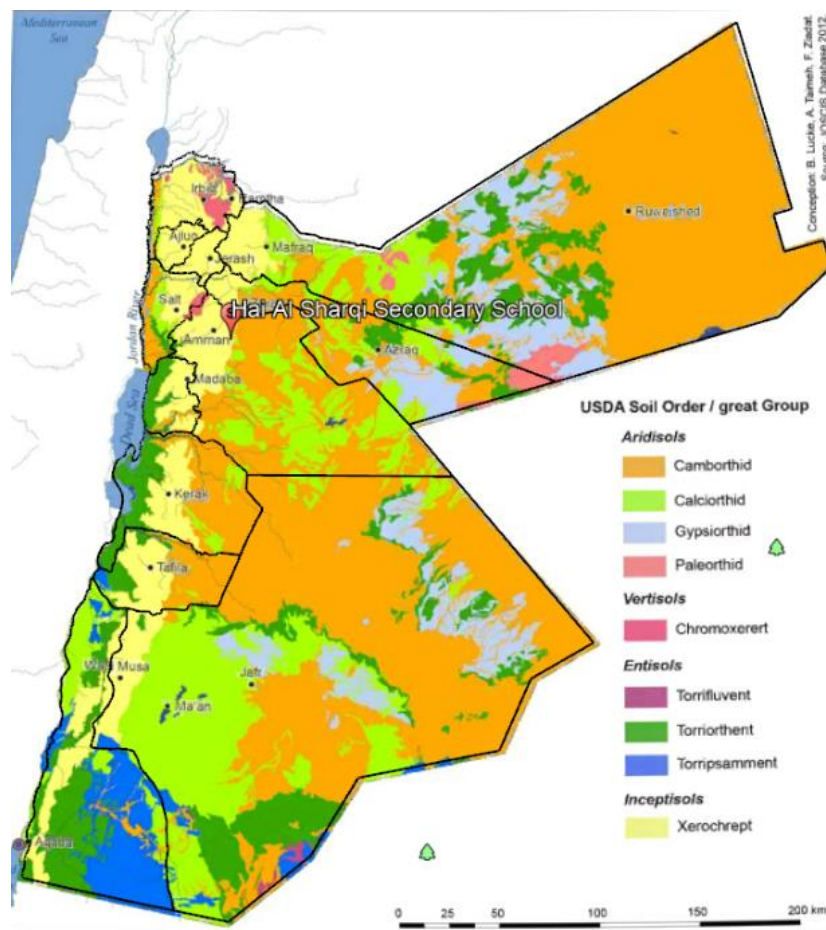 Mediterranean
Sea
Conception: B. Lucke, A. Taimeh, F. Ziadat.
Source: JOSCIS Database 2012.
Irbid
Ramtha
Ruweished
Ajlun
Mafraq
Jerash
Jordan River
Salt
Hai Al Sharqi Secondary School
Amman
Azraq
Madaba
Dead Sea
USDA Soil Order / great Group
Aridisols
Camborthid
Calciorthid
Kerak
Gypsiorthid
Paleorthid
Tafila
Vertisols
Chromoxerert
Wadi Musa
Jafr
Entisols
Torrifluvent
Ma'an
Torriorthent
Torripsamment
Inceptisols
Xerochrept
Aqaba
0 50 100 150 200 km